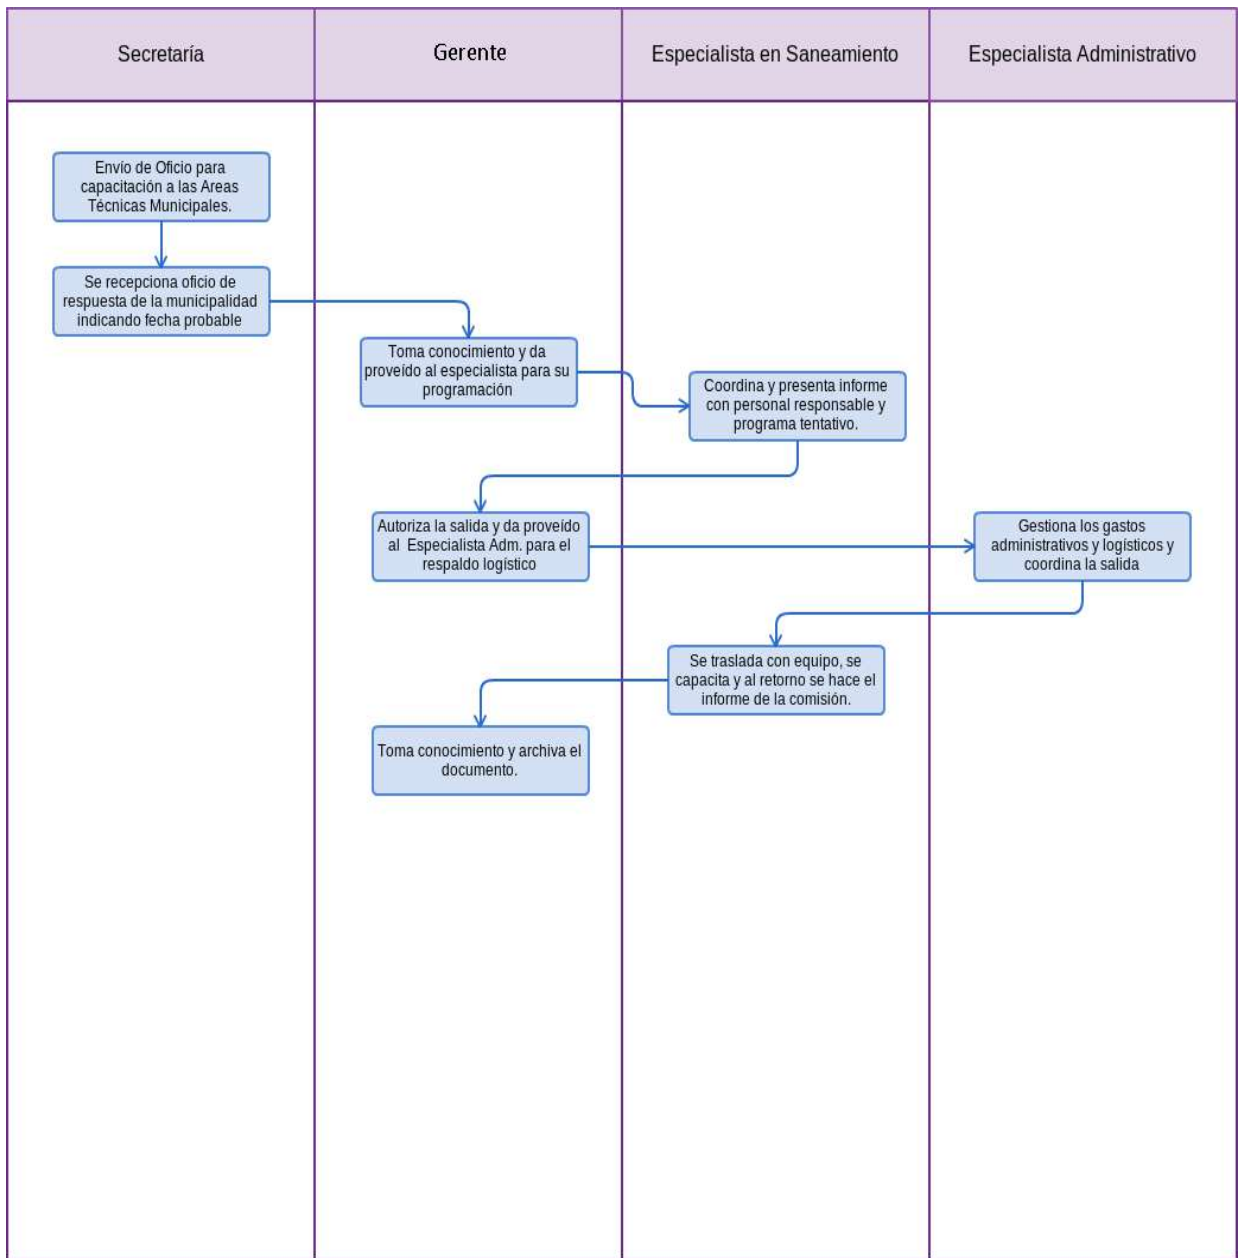 Secretaría
Gerente
Especialista en Saneamiento
Especialista Administrativo
Envío de Oficio para
capacitación a las Areas
Técnicas Municipales.
Se recepciona oficio de
respuesta de la municipalidad
indicando fecha probable
Toma conocimiento y da
proveído al especialista para su
programación
Coordina y presenta informe
con personal responsable y
programa tentativo.
Autoriza la salida y da proveído
al Especialista Adm. para el
respaldo logístico
Gestiona los gastos
administrativos y logísticos y
coordina la salida
Se traslada con equipo, se
capacita y al retorno se hace el
informe de la comisión.
Toma conocimiento y archiva el
documento.